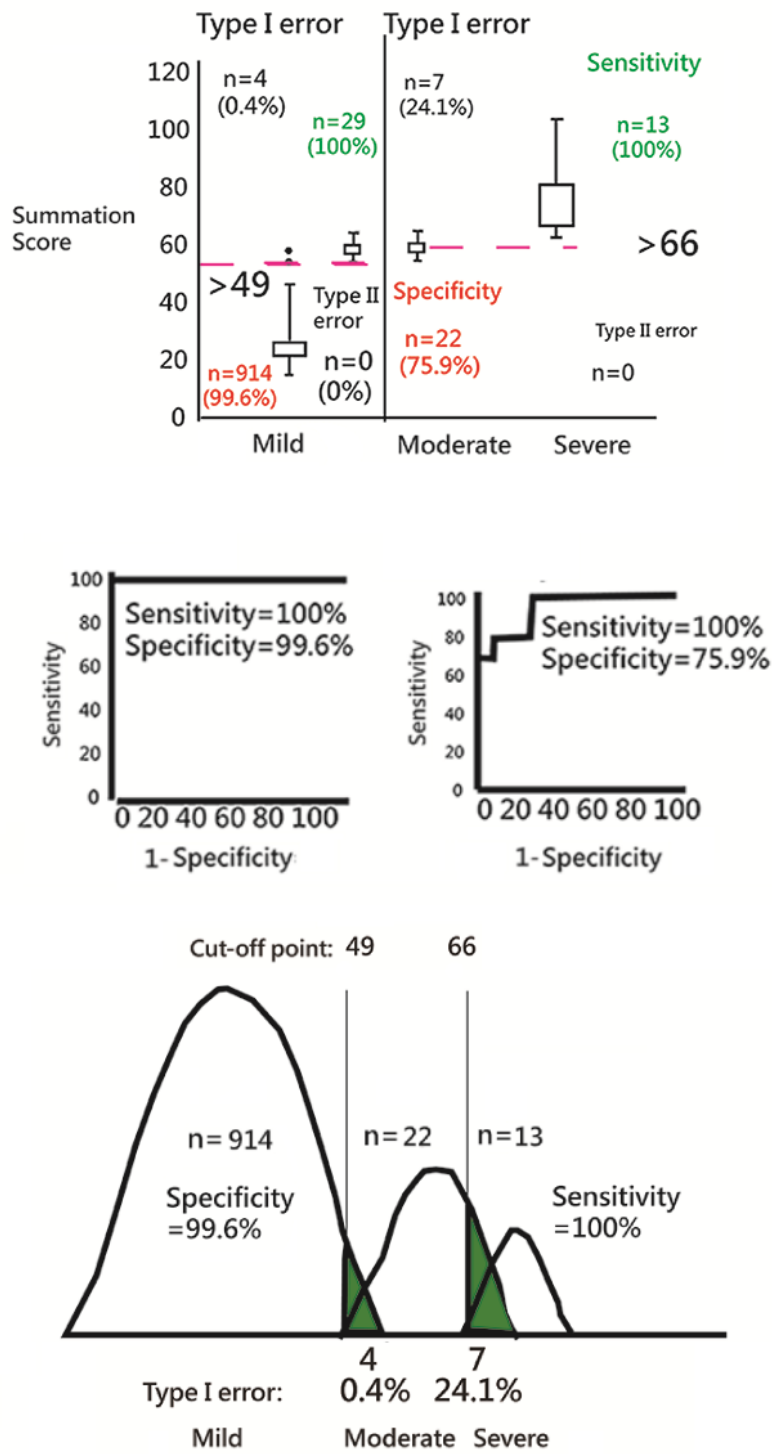 Type I error Type I error
120
100
80
60
40
20
0
Summation
Score
n=4
(0.4%)
n=29
(100%)
n=7
(24.1%)
Sensitivity
n=13
(100%)
>49
>66
Type II
error
n=0
(0%)
n=914
(99.6%)
Specificity
n=22
(75.9%)
Type II error
n=0
Mild Moderate Severe
100
80
60
40
20
0
Sensitivity
Sensitivity=100%
Specificity=99.6%
0 20 40 60 80 100
1- Specificity
100
80
60
40
20
0
Sensitivity
Sensitivity=100%
Specificity=75.9%
0 20 40 60 80 100
1- Specificity
Cut-off point: 49 66
n= 914
n= 22
n=13
Specificity
=99.6%
Sensitivity
=100%
4 7
Type I error: 0.4% 24.1%
Mild Moderate Severe